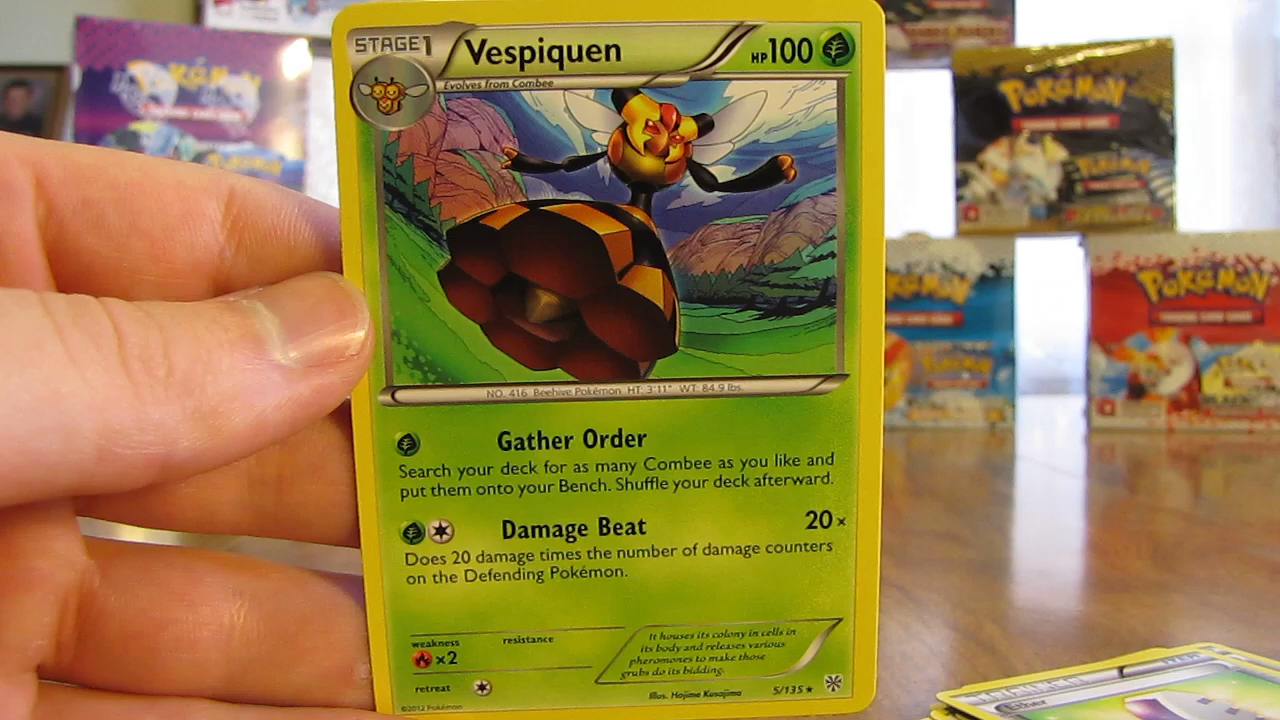 STAGE1
Vespiquen
HP100
Evolves from Combee
NO. 416 Beehive Pokémon HT: 3'11" WT: 84.9 lbs.
Gather Order
Search your deck for as many Combee as you like and
put them onto your Bench. Shuffle your deck afterward.
Damage Beat 20×
Does 20 damage times the number of damage counters
on the Defending Pokémon.
weakness resistance
×2
It houses its colony in cells in
its body and releases various
pheromones to make those
grubs do its bidding.
retreat
Illus. Hajime Kusajima 5/135
©2012 Pokémon
POKéMON
POKéMON
POKéMON
POKéMON
Ether